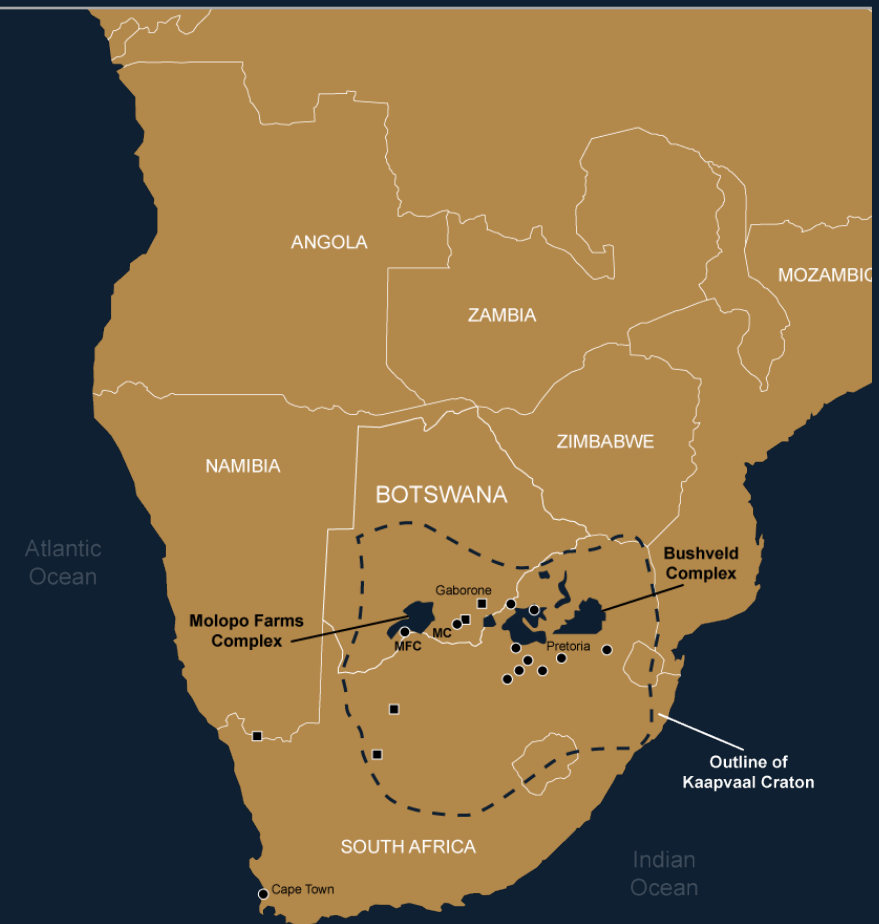 ANGOLA
ZAMBIA
MOZAMBIC
NAMIBIA
ZIMBABWE
BOTSWANA
Atlantic
Ocean
Bushveld
Complex
Gaborone
Molopo Farms
Complex
MC
MFC
Pretoria
Outline of
Kaapvaal Craton
SOUTH AFRICA
Indian
Ocean
Cape Town